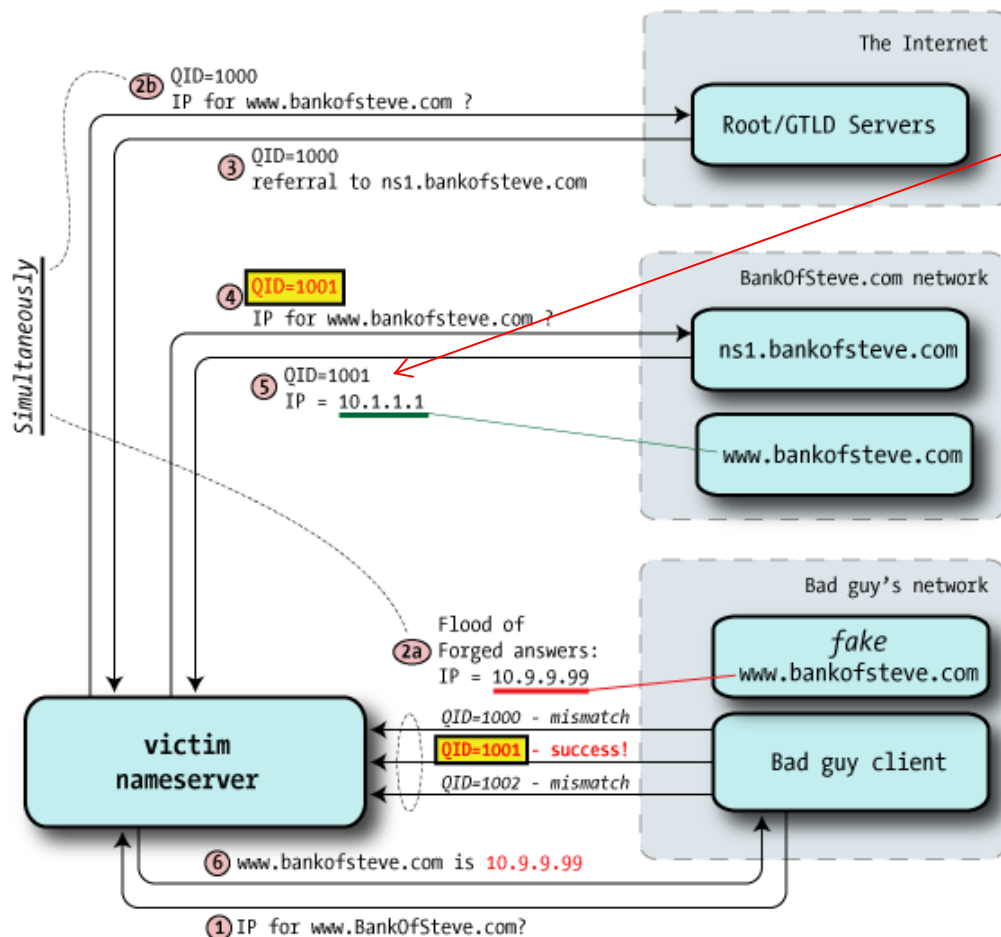 The Internet
2b QID=1000
IP for www.bankofsteve.com ?
Root/GTLD Servers
3 QID=1000
referral to ns1.bankofsteve.com
Simultaneously
BankOfSteve.com network
4 QID=1001
IP for www.bankofsteve.com ?
ns1.bankofsteve.com
5 QID=1001
IP = 10.1.1.1
www.bankofsteve.com
Bad guy's network
2a Flood of
Forged answers:
IP = 10.9.9.99
fake
www.bankofsteve.com
QID=1000 - mismatch
QID=1001 - success!
QID=1002 - mismatch
victim
nameserver
Bad guy client
6 www.bankofsteve.com is 10.9.9.99
1 IP for www.BankOfSteve.com?